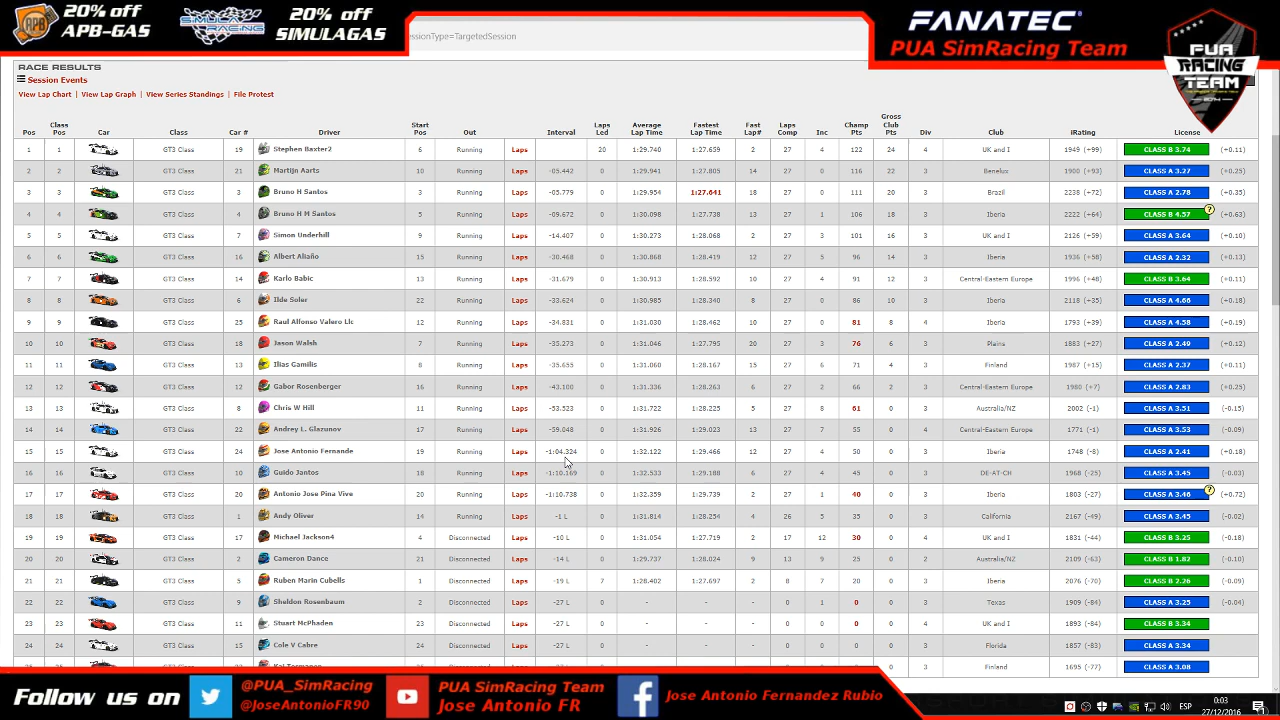 20% off
APB-GAS
APB
SIMULA
RACING
20% off
SIMULAGAS
essionType=TargetedSession
FANATEC
PUA SimRacing Team
PUA
RACING
TEAM
RACE RESULTS
Session Events
View Lap Chart | View Lap Graph | View Series Standings | File Protest
Pos Class Pos Car Class Car # Driver Start Pos Out Interval Laps Led Average Lap Time Fastest Lap Time Fast Lap# Laps Comp Inc Champ Pts Gross Club Pts Div Club iRating License
1 1 GT3 Class 19 Stephen Baxter2 6 Running Laps 20 1:29.740 1:27.659 2 27 4 122 24 4 UK and I 1949 (+99) CLASS B 3.74 (+0.11)
2 2 GT3 Class 21 Martijn Aarts 10 Running Laps -05.442 0 1:29.941 1:27.805 14 27 0 116 22 3 Benelux 1987 (+84) CLASS A 3.27 (+0.25)
3 3 GT3 Class 3 Bruno H Santos 3 Running Laps -05.779 0 1:29.954 1:27.641 18 27 0 111 20 3 Brazil 2238 (+72) CLASS A 2.78 (+0.35)
4 4 GT3 Class 4 Bruno H M Santos 5 Running Laps -09.672 0 1:30.098 1:27.738 13 27 1 106 18 3 Iberia 2222 (+64) CLASS B 4.57 ? (+0.63)
5 5 GT3 Class 7 Simon Underhill 9 Running Laps -14.407 0 1:30.273 1:28.068 2 27 3 101 16 3 UK and I 2126 (+59) CLASS A 3.64 (+0.10)
6 6 GT3 Class 16 Albert Aliaño 15 Running Laps -30.468 0 1:30.868 1:28.419 12 27 5 96 14 3 Iberia 1936 (+58) CLASS A 2.32 (+0.13)
7 7 GT3 Class 14 Karlo Babic 13 Running Laps -31.679 0 1:30.913 1:28.592 10 27 4 91 12 3 Central-Eastern Europe 1996 (+48) CLASS B 3.64 (+0.11)
8 8 GT3 Class 6 Ilde Soler 22 Running Laps -33.624 0 1:30.985 1:28.340 8 27 0 86 10 3 Iberia 2118 (+35) CLASS A 4.66 (+0.18)
9 9 GT3 Class 25 Raul Alfonso Valero Llc 12 Running Laps -34.831 0 1:31.030 1:28.462 10 27 0 81 8 4 Iberia 1793 (+39) CLASS A 4.58 (+0.19)
10 10 GT3 Class 18 Jason Walsh 7 Running Laps -35.273 0 1:31.046 1:27.795 20 27 3 76 6 4 Plains 1883 (+27) CLASS A 2.49 (+0.12)
11 11 GT3 Class 13 Ilias Gamilis 8 Running Laps -35.655 0 1:31.060 1:28.167 15 27 6 71 4 3 France 1987 (+15) CLASS A 2.37 (+0.11)
12 12 GT3 Class 12 Gabor Rosenberger 16 Running Laps -43.100 0 1:31.336 1:28.263 6 27 2 66 2 3 Central-Eastern Europe 1980 (+7) CLASS A 2.83 (+0.25)
13 13 GT3 Class 8 Chris W Hill 11 Running Laps -53.523 0 1:31.722 1:28.225 5 27 8 61 0 3 Australia/NZ 2002 (-1) CLASS A 3.51 (-0.15)
14 14 GT3 Class 22 Andrey L. Glazunov 17 Running Laps -59.048 0 1:31.926 1:29.023 13 27 7 55 0 4 Central-Eastern Europe 1771 (-1) CLASS A 3.53 (-0.09)
15 15 GT3 Class 24 Jose Antonio Fernande 19 Running Laps -1:04.324 0 1:32.122 1:29.466 12 27 4 50 0 4 Iberia 1748 (-8) CLASS A 2.41 (+0.18)
16 16 GT3 Class 10 Guido Jantos 18 Running Laps -1:10.169 0 1:32.533 1:29.188 6 27 4 45 0 3 DE-AT-CH 1968 (-25) CLASS A 3.45 (-0.03)
17 17 GT3 Class 20 Antonio Jose Pina Vive 20 Running Laps -1:10.738 0 1:32.359 1:29.739 2 27 1 40 0 4 Iberia 1803 (-27) CLASS A 3.46 ? (+0.72)
18 18 GT3 Class 1 Andy Oliver 14 Running Laps -1 L 0 1:31.814 1:28.254 4 26 5 35 0 3 California 2167 (-49) CLASS A 3.45 (-0.02)
19 19 GT3 Class 17 Michael Jackson4 4 Disconnected Laps -10 L 0 1:31.054 1:27.719 2 17 12 30 0 4 UK and I 1831 (-44) CLASS B 3.25 (-0.18)
20 20 GT3 Class 2 Cameron Dance 21 Disconnected Laps -14 L 0 1:29.737 1:28.024 9 13 9 25 0 2 Australia/NZ 2109 (-63) CLASS B 1.82 (-0.10)
21 21 GT3 Class 5 Ruben Marin Cubells 1 Disconnected Laps -19 L 7 1:28.402 1:27.697 2 8 4 20 0 3 Iberia 2076 (-70) CLASS B 2.26 (-0.09)
22 22 GT3 Class 9 Sheldon Rosenbaum 2 Disconnected Laps -27 L 0 - - - 0 1 0 0 3 Texas 1909 (-84) CLASS A 3.25 (-0.04)
23 23 GT3 Class 11 Stuart McPhaden 23 Disconnected Laps -27 L 0 - - - 0 0 0 0 4 UK and I 1893 (-84) CLASS B 3.34
24 24 GT3 Class 15 Cole V Cabre 24 Disconnected Laps -27 L 0 - - - 0 0 0 0 3 Florida 1857 (-83) CLASS A 3.34
Disconnected Laps -27 L 0 - - - 0 0 0 0 3 Finland 1695 (-77) CLASS A 3.08
Follow us on
@PUA_SimRacing
@JoseAntonioFR90
PUA SimRacing Team
Jose Antonio FR
Jose Antonio Fernandez Rubio
ESP
0:03
27/12/2016